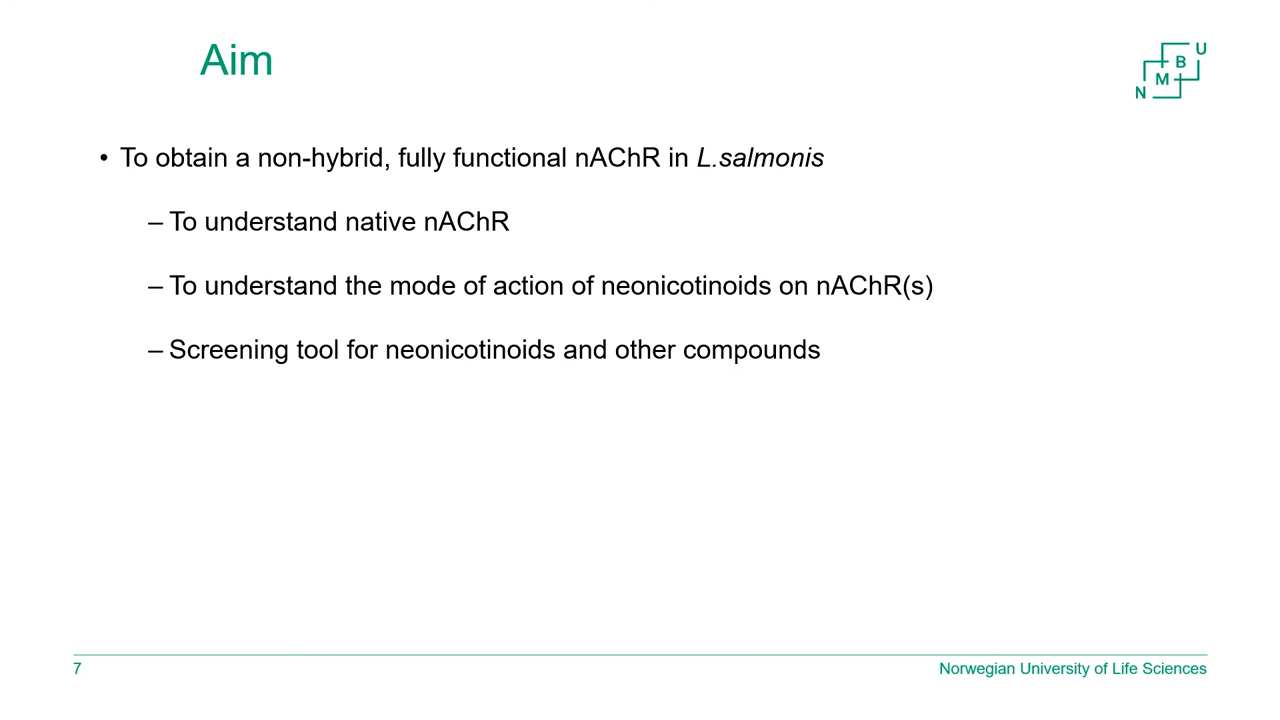 Aim
U
B
M
N
• To obtain a non-hybrid, fully functional nAChR in L.salmonis
– To understand native nAChR
– To understand the mode of action of neonicotinoids on nAChR(s)
– Screening tool for neonicotinoids and other compounds
7
Norwegian University of Life Sciences